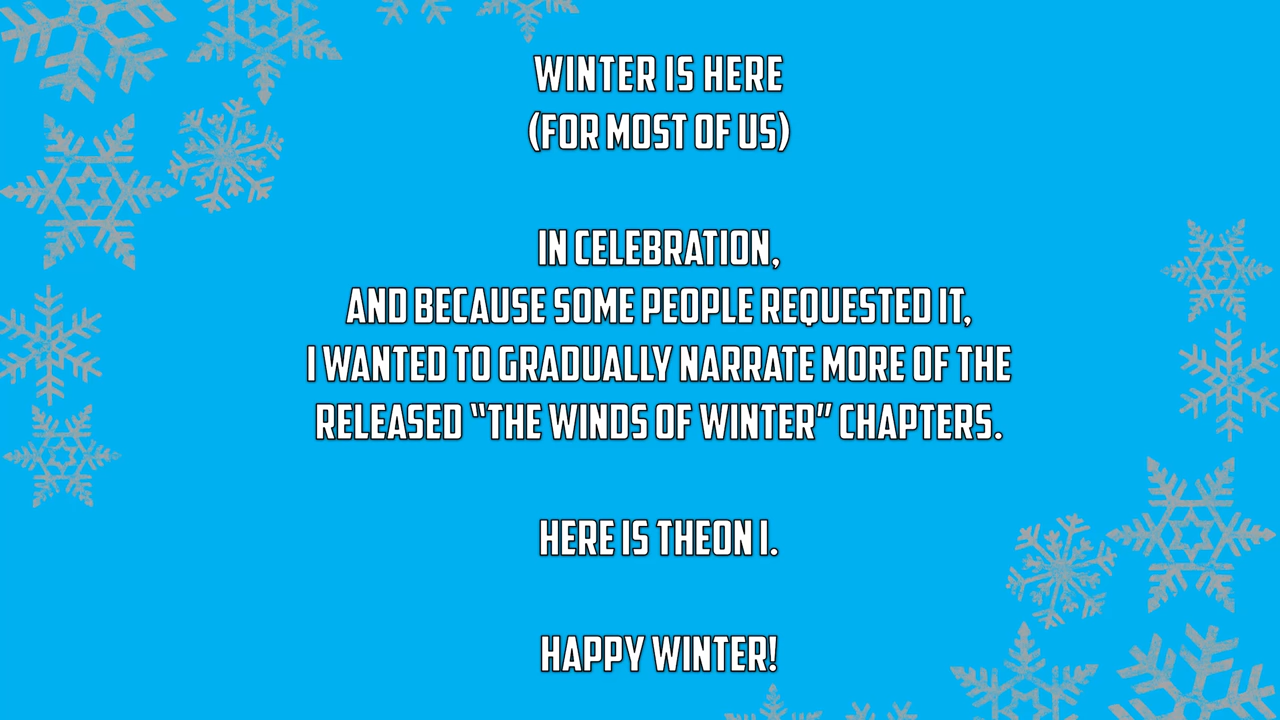 WINTER IS HERE
(FOR MOST OF US)
IN CELEBRATION,
AND BECAUSE SOME PEOPLE REQUESTED IT,
I WANTED TO GRADUALLY NARRATE MORE OF THE
RELEASED “THE WINDS OF WINTER” CHAPTERS.
HERE IS THEON I.
HAPPY WINTER!